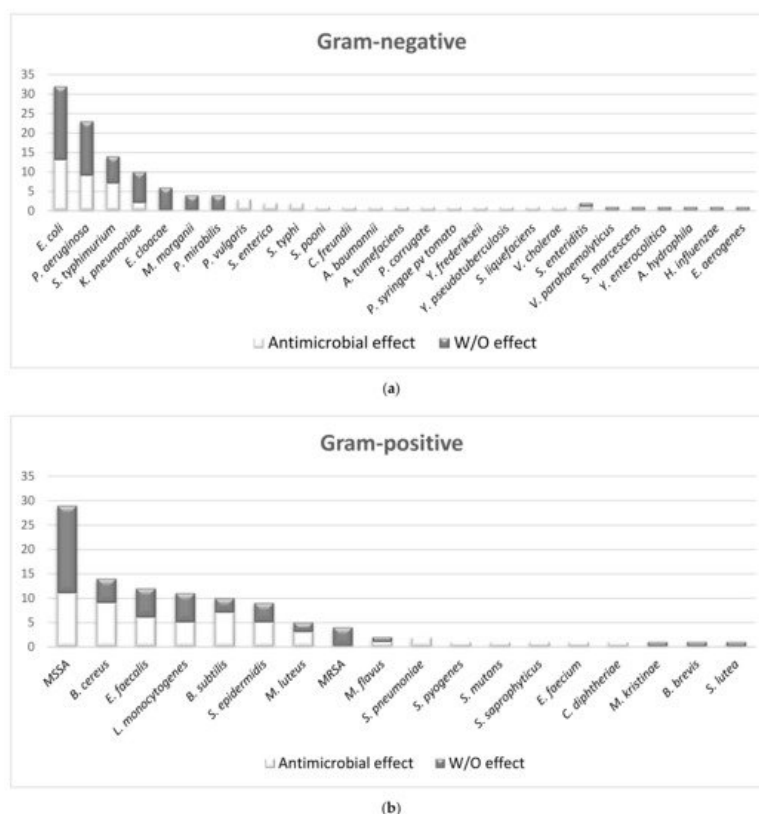 Gram-negative
35
30
25
20
15
10
5
0
E. coli
P. aeruginosa
S. typhimurium
K. pneumoniae
E. cloacae
M. morganii
P. mirabilis
P. vulgaris
S. enterica
S. typhi
S. pooni
C. freundii
A. baumannii
A. tumefaciens
P. corrugate
P. syringae pv tomato
Y. frederikseii
Y. pseudotuberculosis
S. liquefaciens
V. cholerae
S. enteriditis
V. parahaemolyticus
S. marcescens
Y. enterocolitica
A. hydrophila
H. influenzae
E. aerogenes
Antimicrobial effect
W/O effect
(a)
Gram-positive
35
30
25
20
15
10
5
0
MSSA
B. cereus
E. faecalis
L. monocytogenes
B. subtilis
S. epidermidis
M. luteus
MRSA
M. flavus
S. pneumoniae
S. pyogenes
S. mutans
S. saprophyticus
E. faecium
C. diphtheriae
M. kristinae
B. brevis
S. lutea
Antimicrobial effect
W/O effect
(b)